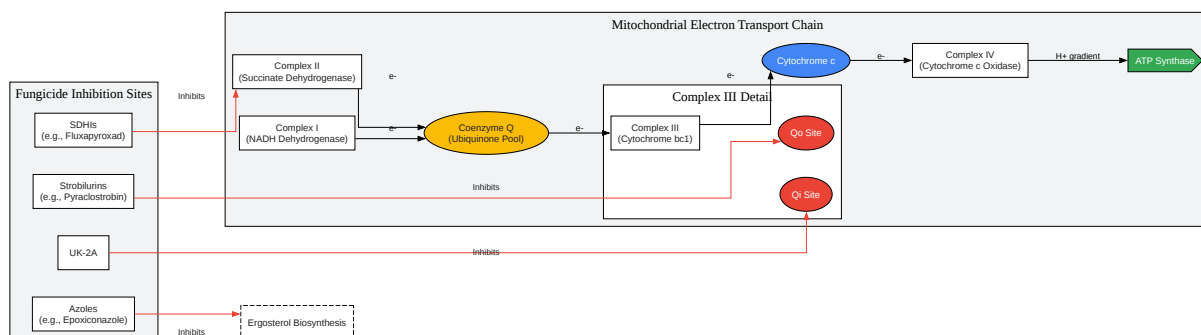 Mitochondrial Electron Transport Chain
Complex II
(Succinate Dehydrogenase)
e-
Complex I
(NADH Dehydrogenase)
e-
Coenzyme Q
(Ubiquinone Pool)
e-
Complex III Detail
Complex III
(Cytochrome bc1)
e-
Cytochrome c
e-
Complex IV
(Cytochrome c Oxidase)
H+ gradient
ATP Synthase
Qo Site
Qi Site
Fungicide Inhibition Sites
SDHIs
(e.g., Fluxapyroxad)
Inhibits
Strobilurins
(e.g., Pyraclostrobin)
Inhibits
UK-2A
Inhibits
Azoles
(e.g., Epoxiconazole)
Inhibits
Ergosterol Biosynthesis